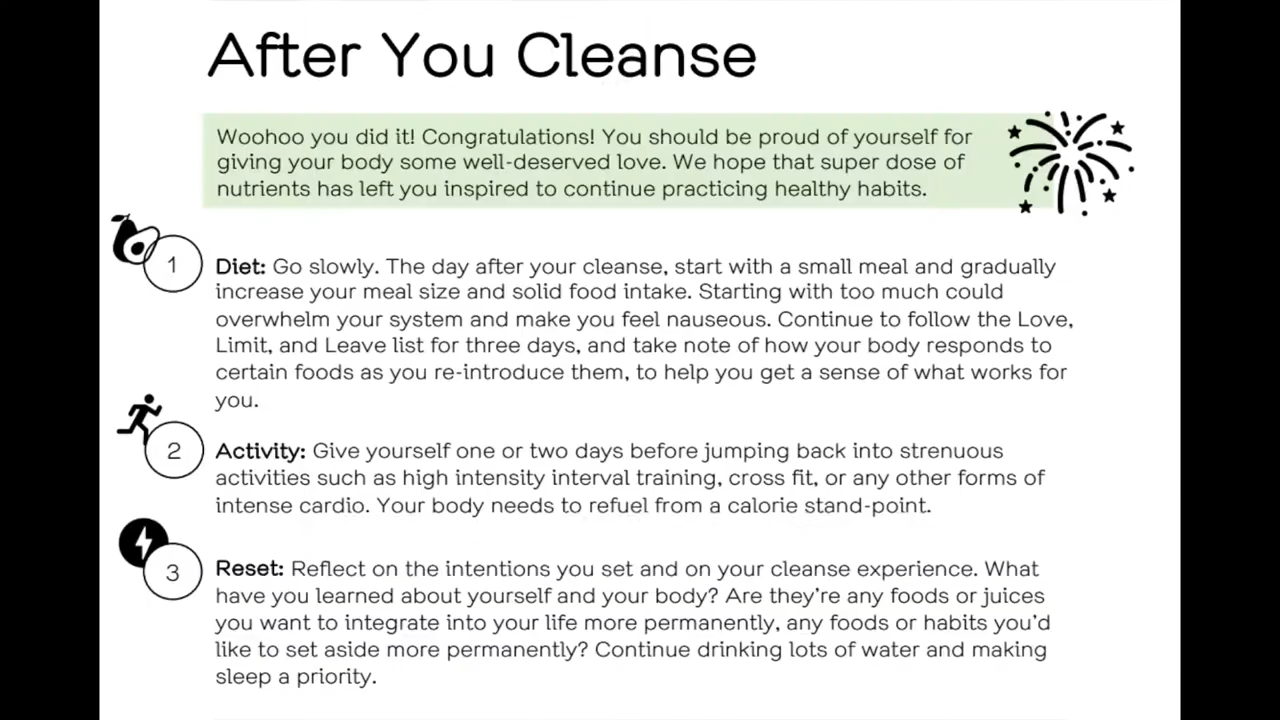 After You Cleanse
Woohoo you did it! Congratulations! You should be proud of yourself for
giving your body some well-deserved love. We hope that super dose of
nutrients has left you inspired to continue practicing healthy habits.
1
Diet: Go slowly. The day after your cleanse, start with a small meal and gradually
increase your meal size and solid food intake. Starting with too much could
overwhelm your system and make you feel nauseous. Continue to follow the Love,
Limit, and Leave list for three days, and take note of how your body responds to
certain foods as you re-introduce them, to help you get a sense of what works for
you.
2
Activity: Give yourself one or two days before jumping back into strenuous
activities such as high intensity interval training, cross fit, or any other forms of
intense cardio. Your body needs to refuel from a calorie stand-point.
3
Reset: Reflect on the intentions you set and on your cleanse experience. What
have you learned about yourself and your body? Are they're any foods or juices
you want to integrate into your life more permanently, any foods or habits you'd
like to set aside more permanently? Continue drinking lots of water and making
sleep a priority.